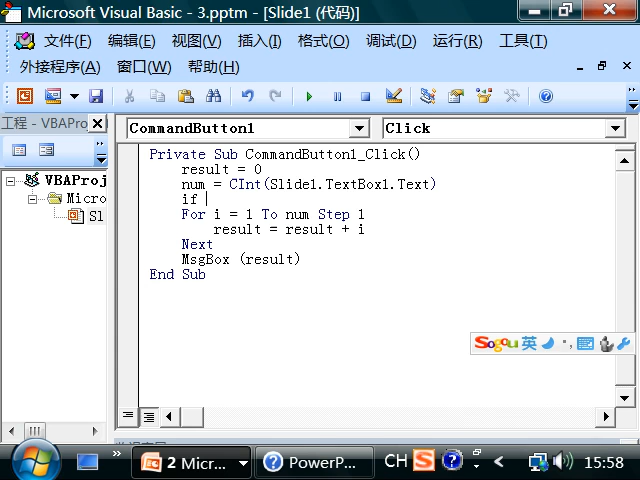 Microsoft Visual Basic - 3.pptm - [Slide1 (代码)]
文件(F) 编辑(E) 视图(V) 插入(I) 格式(O) 调试(D) 运行(R) 工具(T)
外接程序(A) 窗口(W) 帮助(H)
工程 - VBAPro
CommandButton1 Click
VBAProj
Micro
Sl
Private Sub CommandButton1_Click()
result = 0
num = CInt(Slide1.TextBox1.Text)
if
For i = 1 To num Step 1
result = result + i
Next
MsgBox (result)
End Sub
Sogou 英
2 Micr... PowerP... CH S 15:58